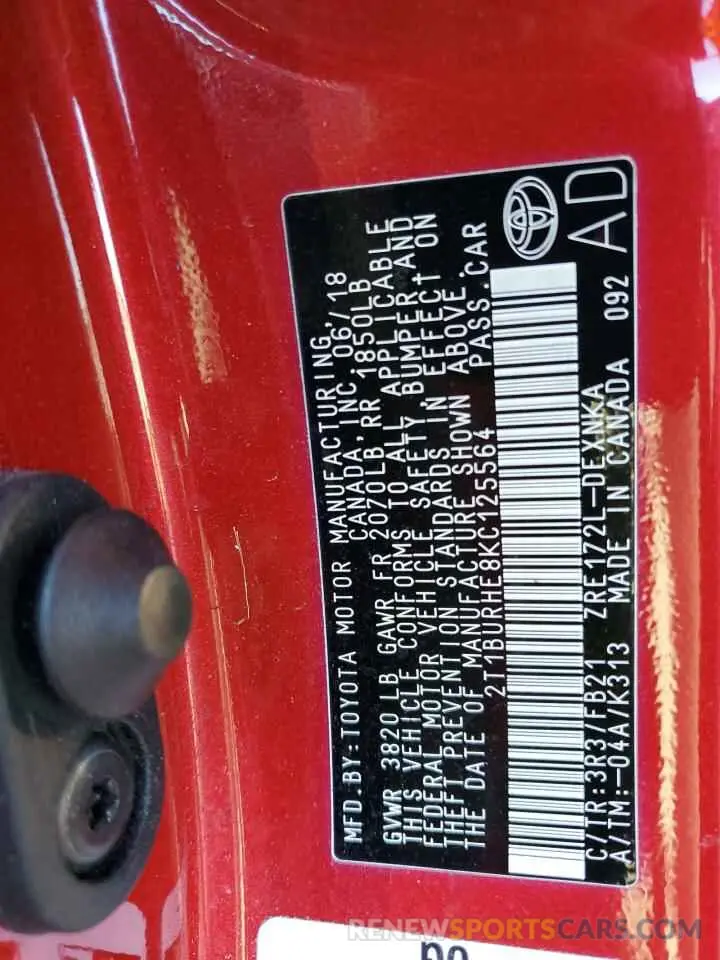 MFD.BY:TOYOTA MOTOR MANUFACTURING,
CANADA,INC. 06/18
GVWR 3820LB GAWR FR 2070LB,RR 1850LB
THIS VEHICLE CONFORMS TO ALL APPLICABLE
FEDERAL MOTOR VEHICLE SAFETY, BUMPER,AND
THEFT PREVENTION STANDARDS IN EFFECT ON
THE DATE OF MANUFACTURE SHOWN ABOVE.
2T1BURHE8KC125564 PASS.CAR
C/TR:3R3/FB21 ZRE172L-DEXNKA
A/TM:-04A/K313 MADE IN CANADA 092
AD
RENEWSPORTSCARS.COM